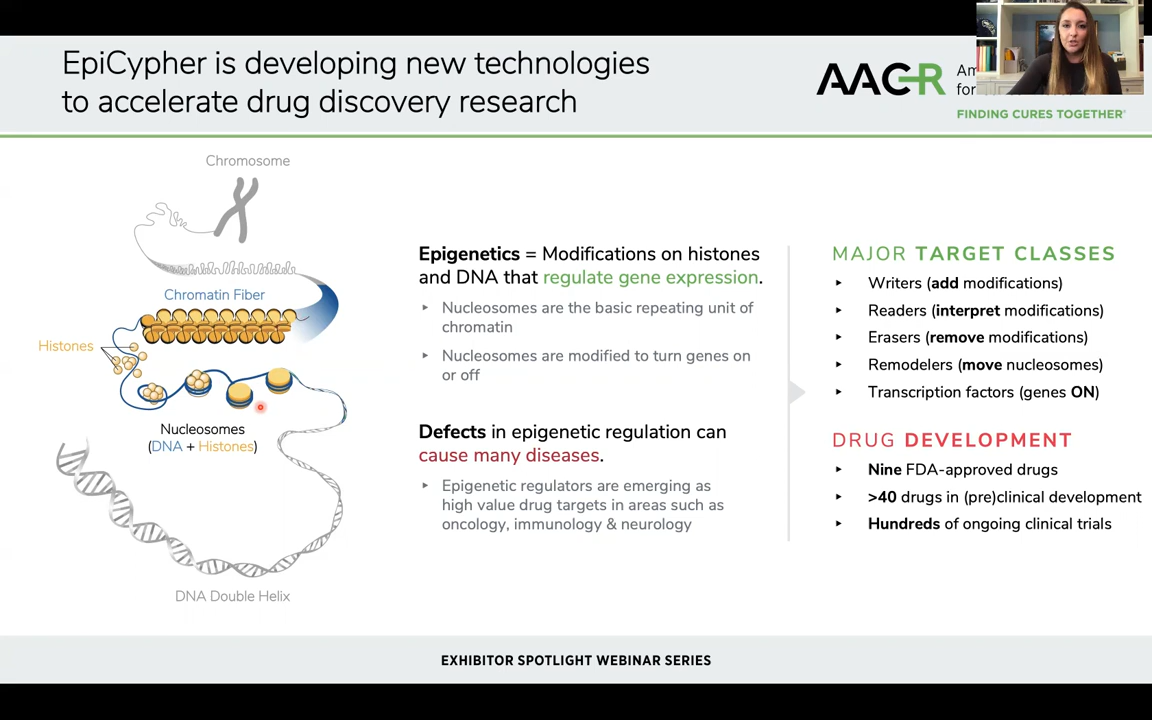 EpiCypher is developing new technologies
to accelerate drug discovery research
AACR
for
FINDING CURES TOGETHER®
Chromosome
Chromatin Fiber
Histones
Nucleosomes
(DNA + Histones)
DNA Double Helix
Epigenetics = Modifications on histones
and DNA that regulate gene expression.
‣ Nucleosomes are the basic repeating unit of
chromatin
‣ Nucleosomes are modified to turn genes on
or off
Defects in epigenetic regulation can
cause many diseases.
‣ Epigenetic regulators are emerging as
high value drug targets in areas such as
oncology, immunology & neurology
MAJOR TARGET CLASSES
‣ Writers (add modifications)
‣ Readers (interpret modifications)
‣ Erasers (remove modifications)
‣ Remodelers (move nucleosomes)
‣ Transcription factors (genes ON)
DRUG DEVELOPMENT
‣ Nine FDA-approved drugs
‣ >40 drugs in (pre)clinical development
‣ Hundreds of ongoing clinical trials
EXHIBITOR SPOTLIGHT WEBINAR SERIES